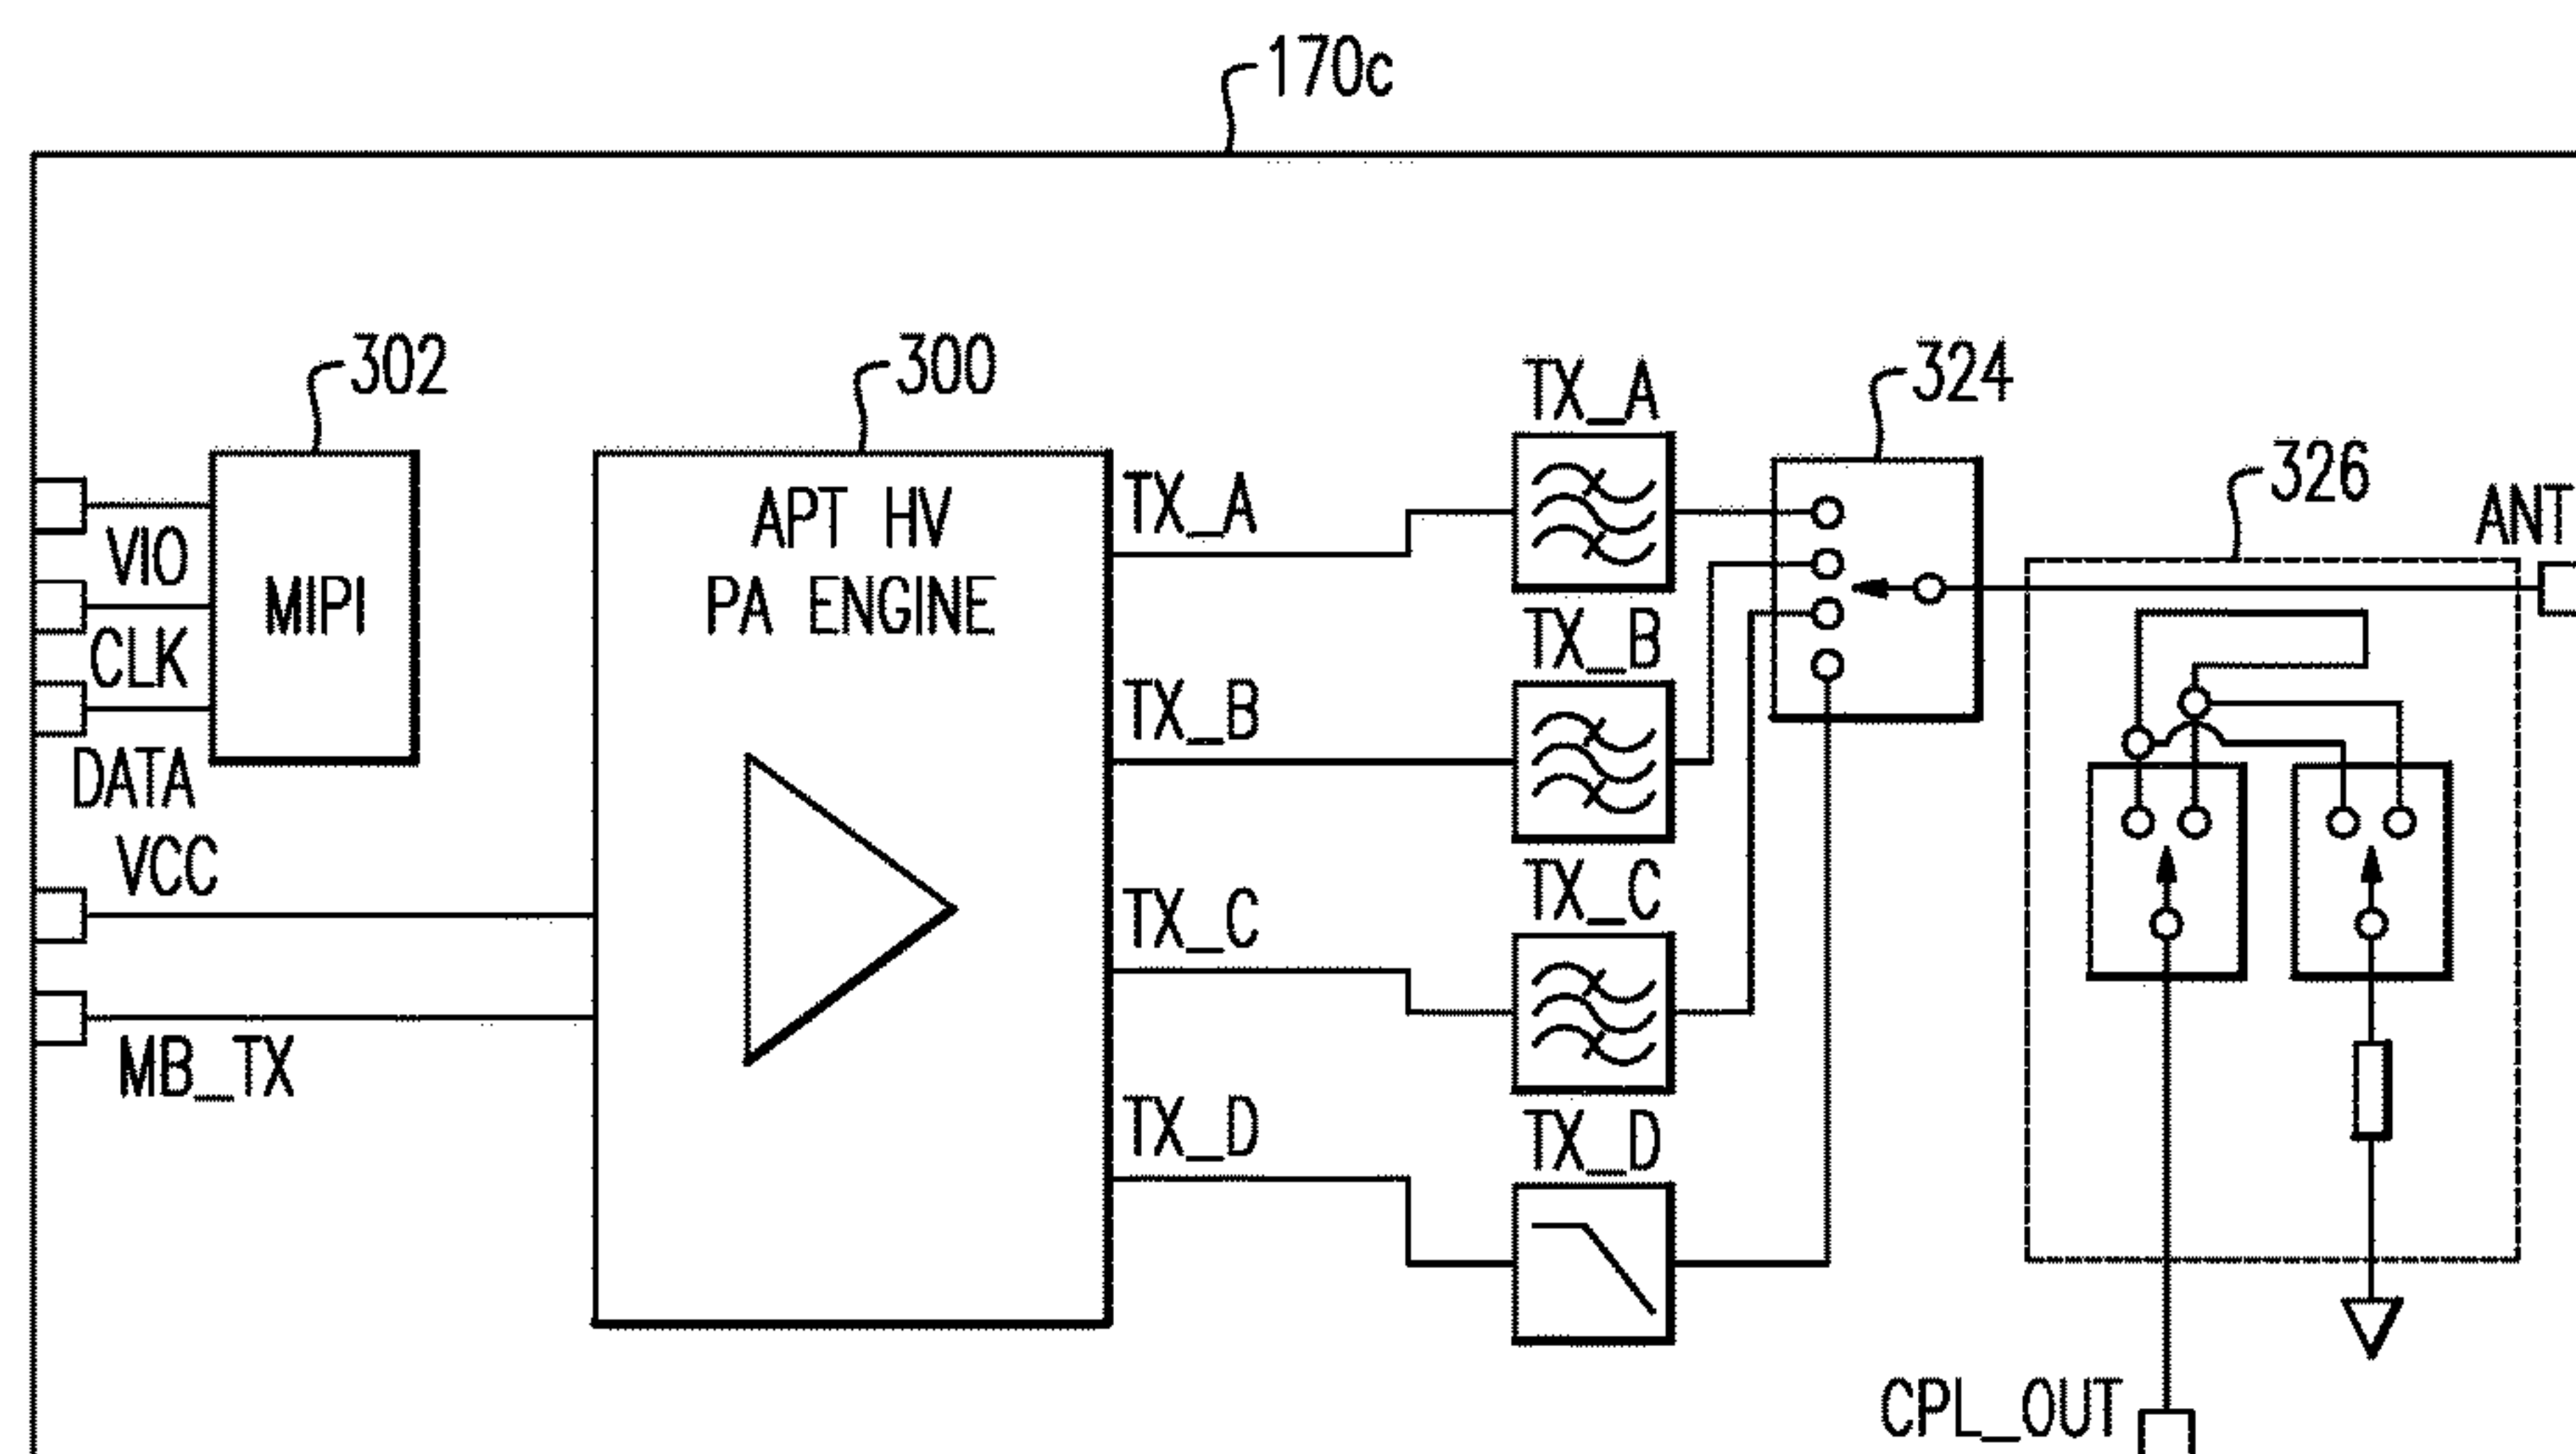 170c
302
300
324
326
ANT
VIO
CLK
DATA
MIPI
VCC
MB_TX
APT HV
PA ENGINE
TX_A
TX_B
TX_C
TX_D
TX_A
TX_B
TX_C
TX_D
CPL_OUT